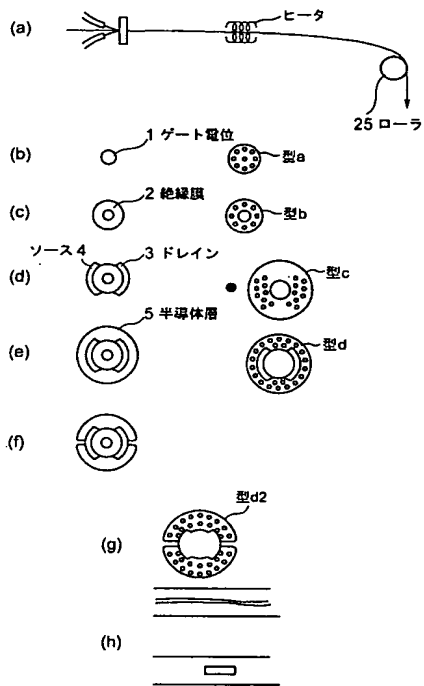 (a)
ヒータ
25 ローラ
(b)
1 ゲート電位
型a
(c)
2 絶縁膜
型b
(d)
ソース4
3 ドレイン
型c
(e)
5 半導体層
型d
(f)
(g)
型d2
(h)